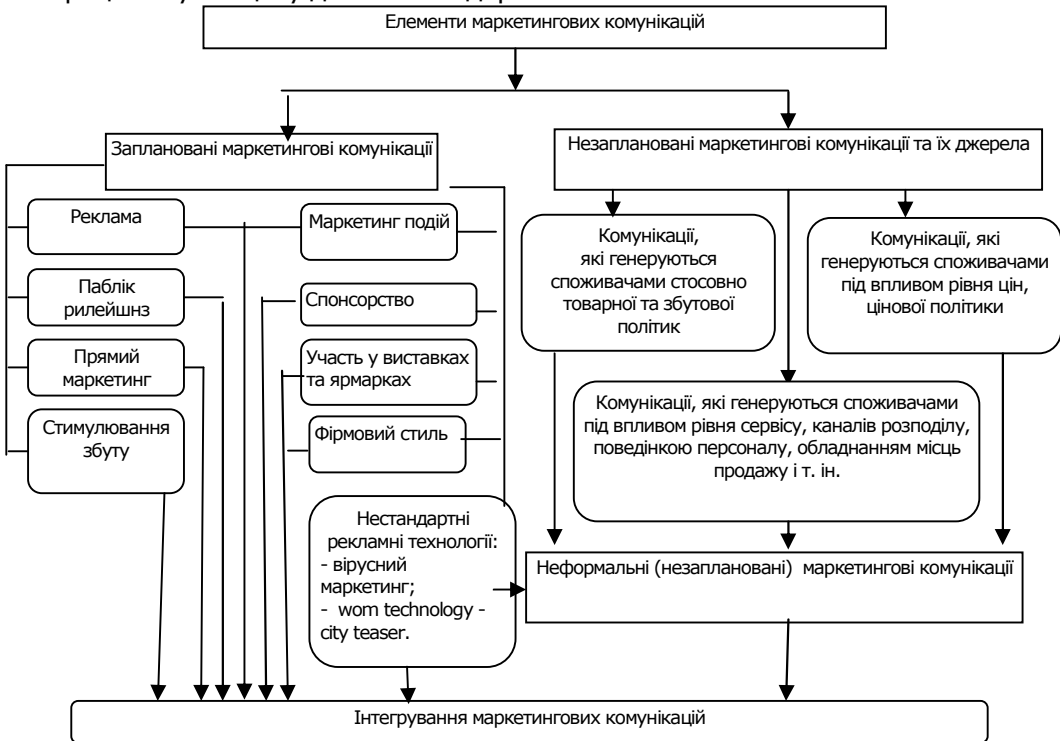 Елементи маркетингових комунікацій
Заплановані маркетингові комунікації
Незаплановані маркетингові комунікації та їх джерела
Реклама
Паблік
рилейшнз
Прямий
маркетинг
Стимулювання
збуту
Маркетинг подій
Спонсорство
Участь у виставках
та ярмарках
Фірмовий стиль
Нестандартні
рекламні технології:
- вірусний
маркетинг;
- wom technology -
city teaser.
Комунікації,
які генеруються
споживачами стосовно
товарної та збутової
політик
Комунікації, які
генеруються споживачами
під впливом рівня цін,
цінової політики
Комунікації, які генеруються споживачами
під впливом рівня сервісу, каналів розподілу,
поведінкою персоналу, обладнанням місць
продажу і т. ін.
Неформальні (незаплановані) маркетингові комунікації
Інтегрування маркетингових комунікацій